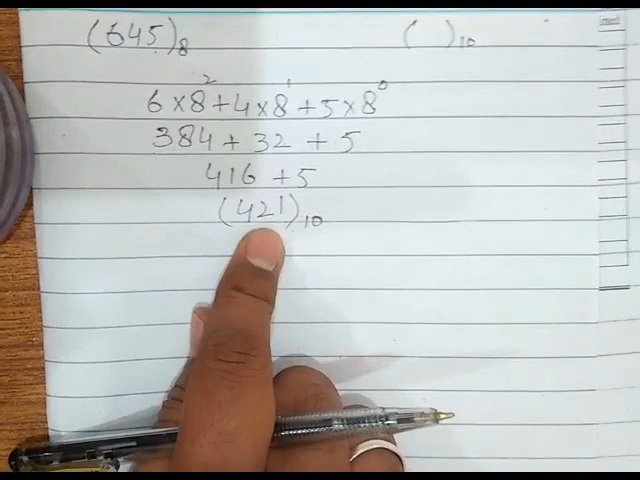 (645)₈ ( )₁₀
6×8²+4×8¹+5×8⁰
384 + 32 + 5
416 + 5
(421)₁₀